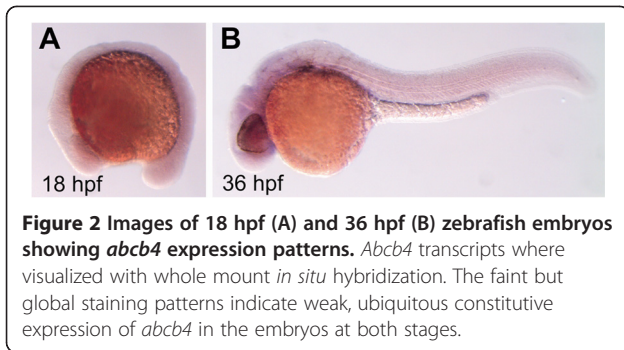 A
B
18 hpf
36 hpf
Figure 2 Images of 18 hpf (A) and 36 hpf (B) zebrafish embryos
showing abcb4 expression patterns. Abcb4 transcripts where
visualized with whole mount in situ hybridization. The faint but
global staining patterns indicate weak, ubiquitous constitutive
expression of abcb4 in the embryos at both stages.